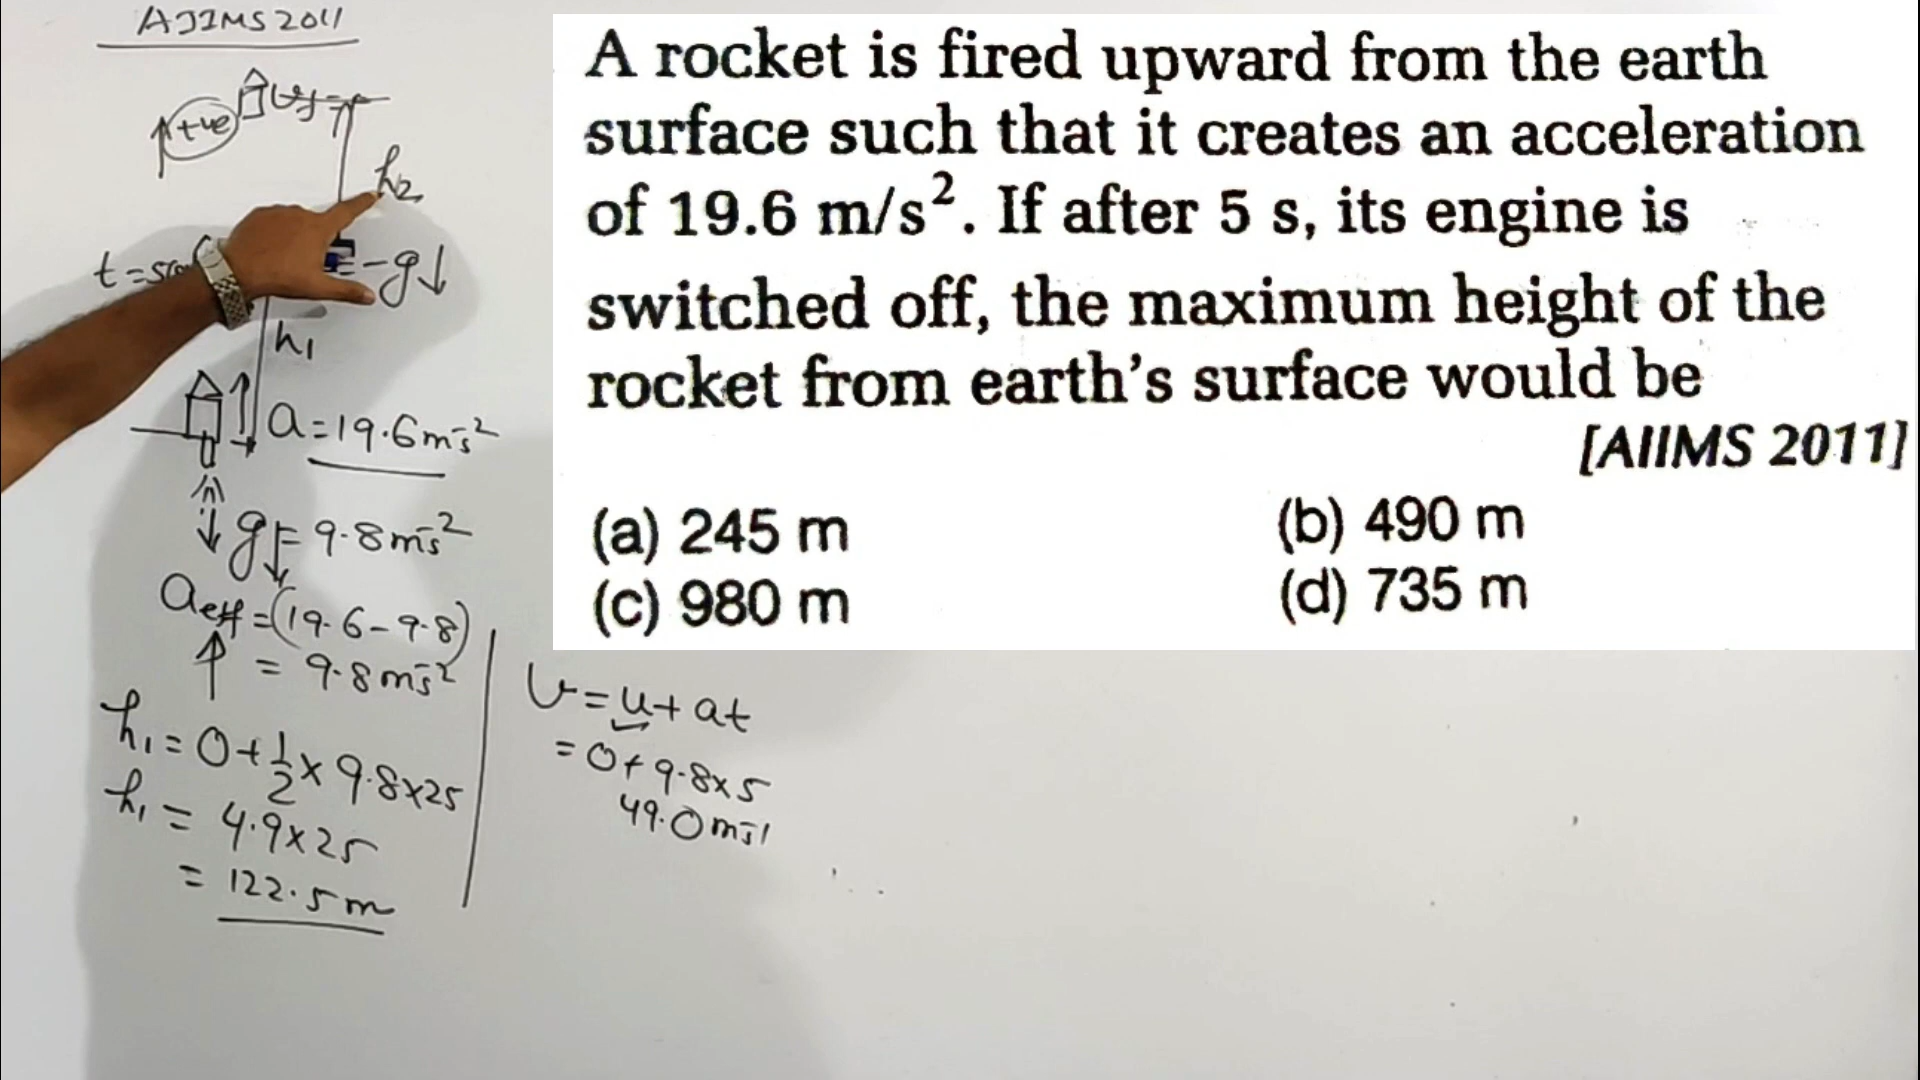 AIIMS 2011
+ve
h₂
-g↓
h₁
a=19.6ms⁻²
g = 9.8ms⁻²
aeff = (19.6-9.8)
= 9.8ms⁻²
h₁ = 0+½×9.8×25
h₁ = 4.9×25
= 122.5m
v=u+at
=0+9.8×5
49.0ms⁻¹
A rocket is fired upward from the earth
surface such that it creates an acceleration
of 19.6 m/s². If after 5 s, its engine is
switched off, the maximum height of the
rocket from earth's surface would be
[AIIMS 2011]
(a) 245 m (b) 490 m
(c) 980 m (d) 735 m